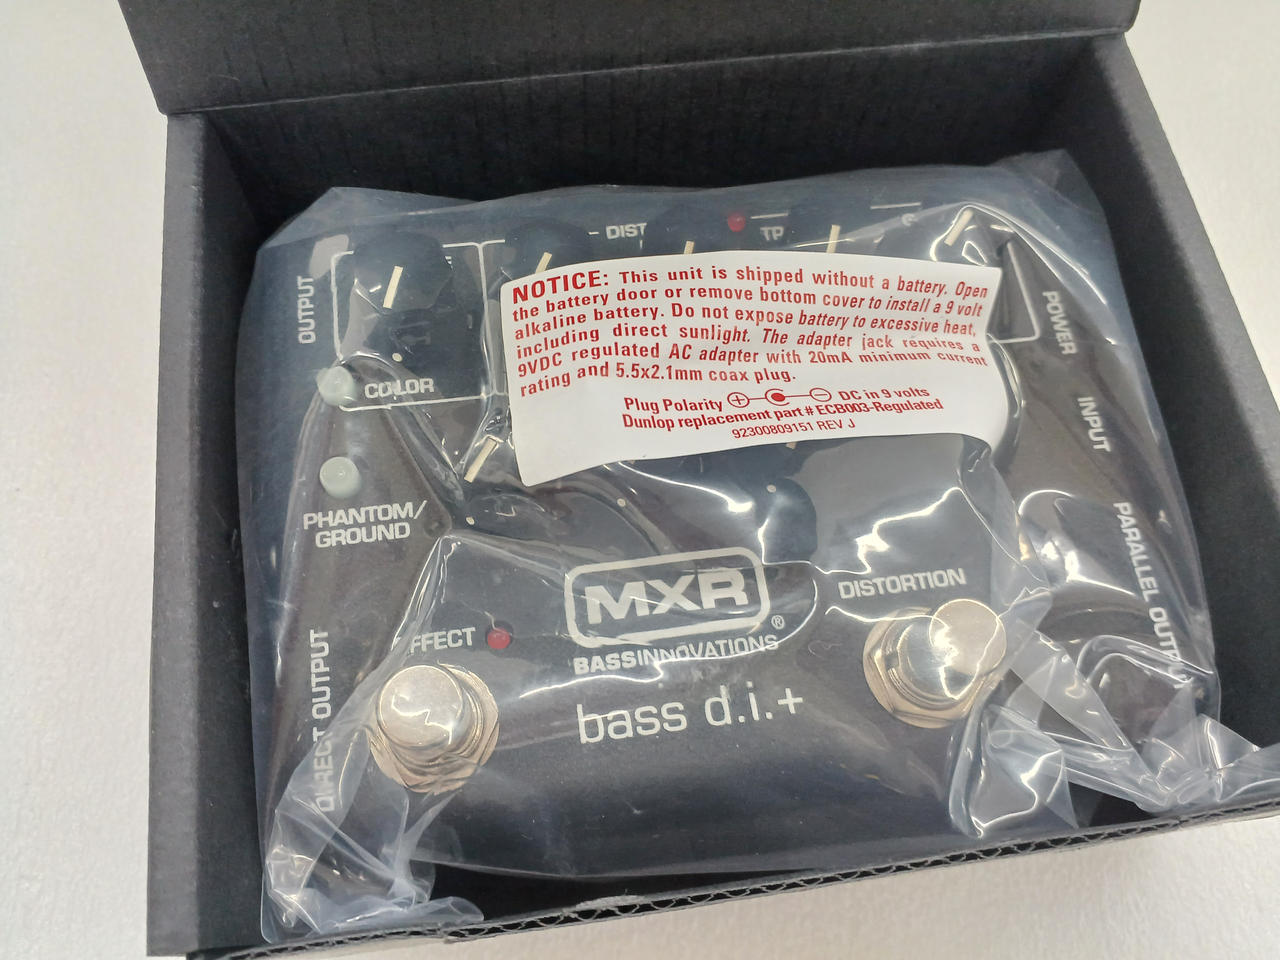 DIST
OUTPUT
NOTICE: This unit is shipped without a battery. Open
the battery door or remove bottom cover to install a 9 volt
alkaline battery. Do not expose battery to excessive heat,
including direct sunlight. The adapter jack requires a
9VDC regulated AC adapter with 20mA minimum current
rating and 5.5x2.1mm coax plug.
Plug Polarity + - DC in 9 volts
Dunlop replacement part # ECB003-Regulated
92300809151 REV J
POWER
COLOR
INPUT
PHANTOM/
GROUND
PARALLEL OUTPUT
MXR®
DISTORTION
EFFECT
BASSINNOVATIONS
bass d.i.+
DIRECT OUTPUT